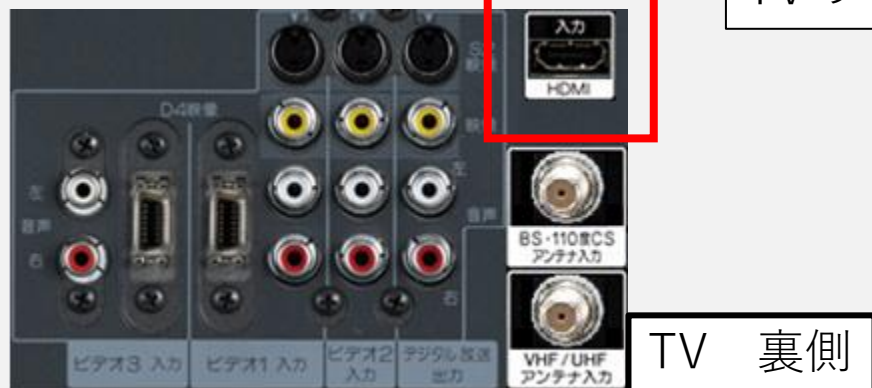 入力
HDMI
S2
映像
D4映像
映像
左
音声
右
左
音声
右
BS・110度CS
アンテナ入力
VHF/UHF
アンテナ入力
ビデオ3 入力
ビデオ1 入力
ビデオ2
入力
デジタル放送
出力
TV 裏側